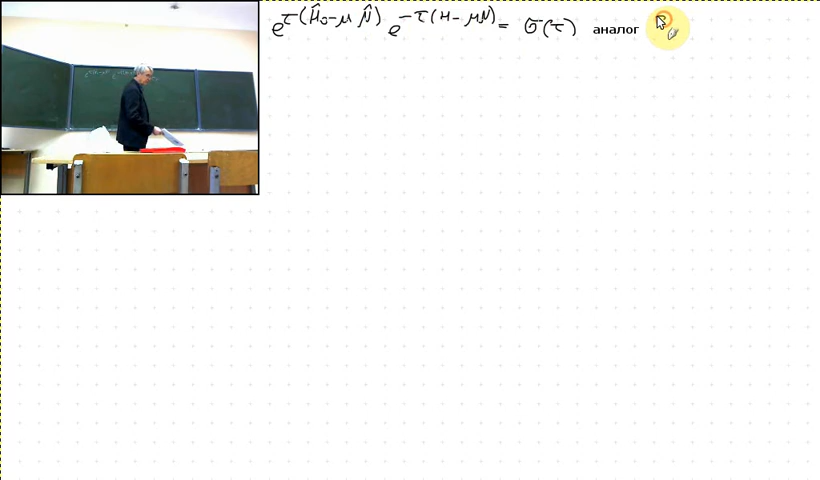 e^{τ(Ĥ₀-μN̂)} e^{-τ(H-μN)} = σ(τ) аналог